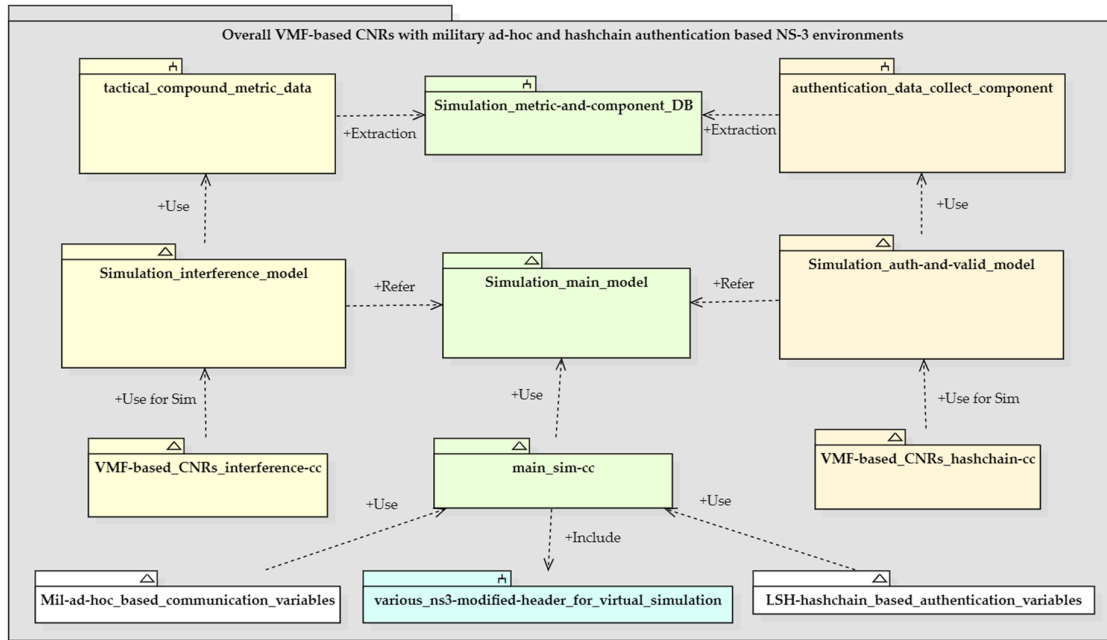 Overall VMF-based CNRs with military ad-hoc and hashchain authentication based NS-3 environments
tactical_compound_metric_data
Simulation_metric-and-component_DB
authentication_data_collect_component
+Extraction
+Extraction
+Use
+Use
Simulation_interference_model
Simulation_main_model
Simulation_auth-and-valid_model
+Refer
+Refer
+Use for Sim
+Use
+Use for Sim
VMF-based_CNRs_interference-cc
main_sim-cc
VMF-based_CNRs_hashchain-cc
+Use
+Use
+Include
Mil-ad-hoc_based_communication_variables
various_ns3-modified-header_for_virtual_simulation
LSH-hashchain_based_authentication_variables